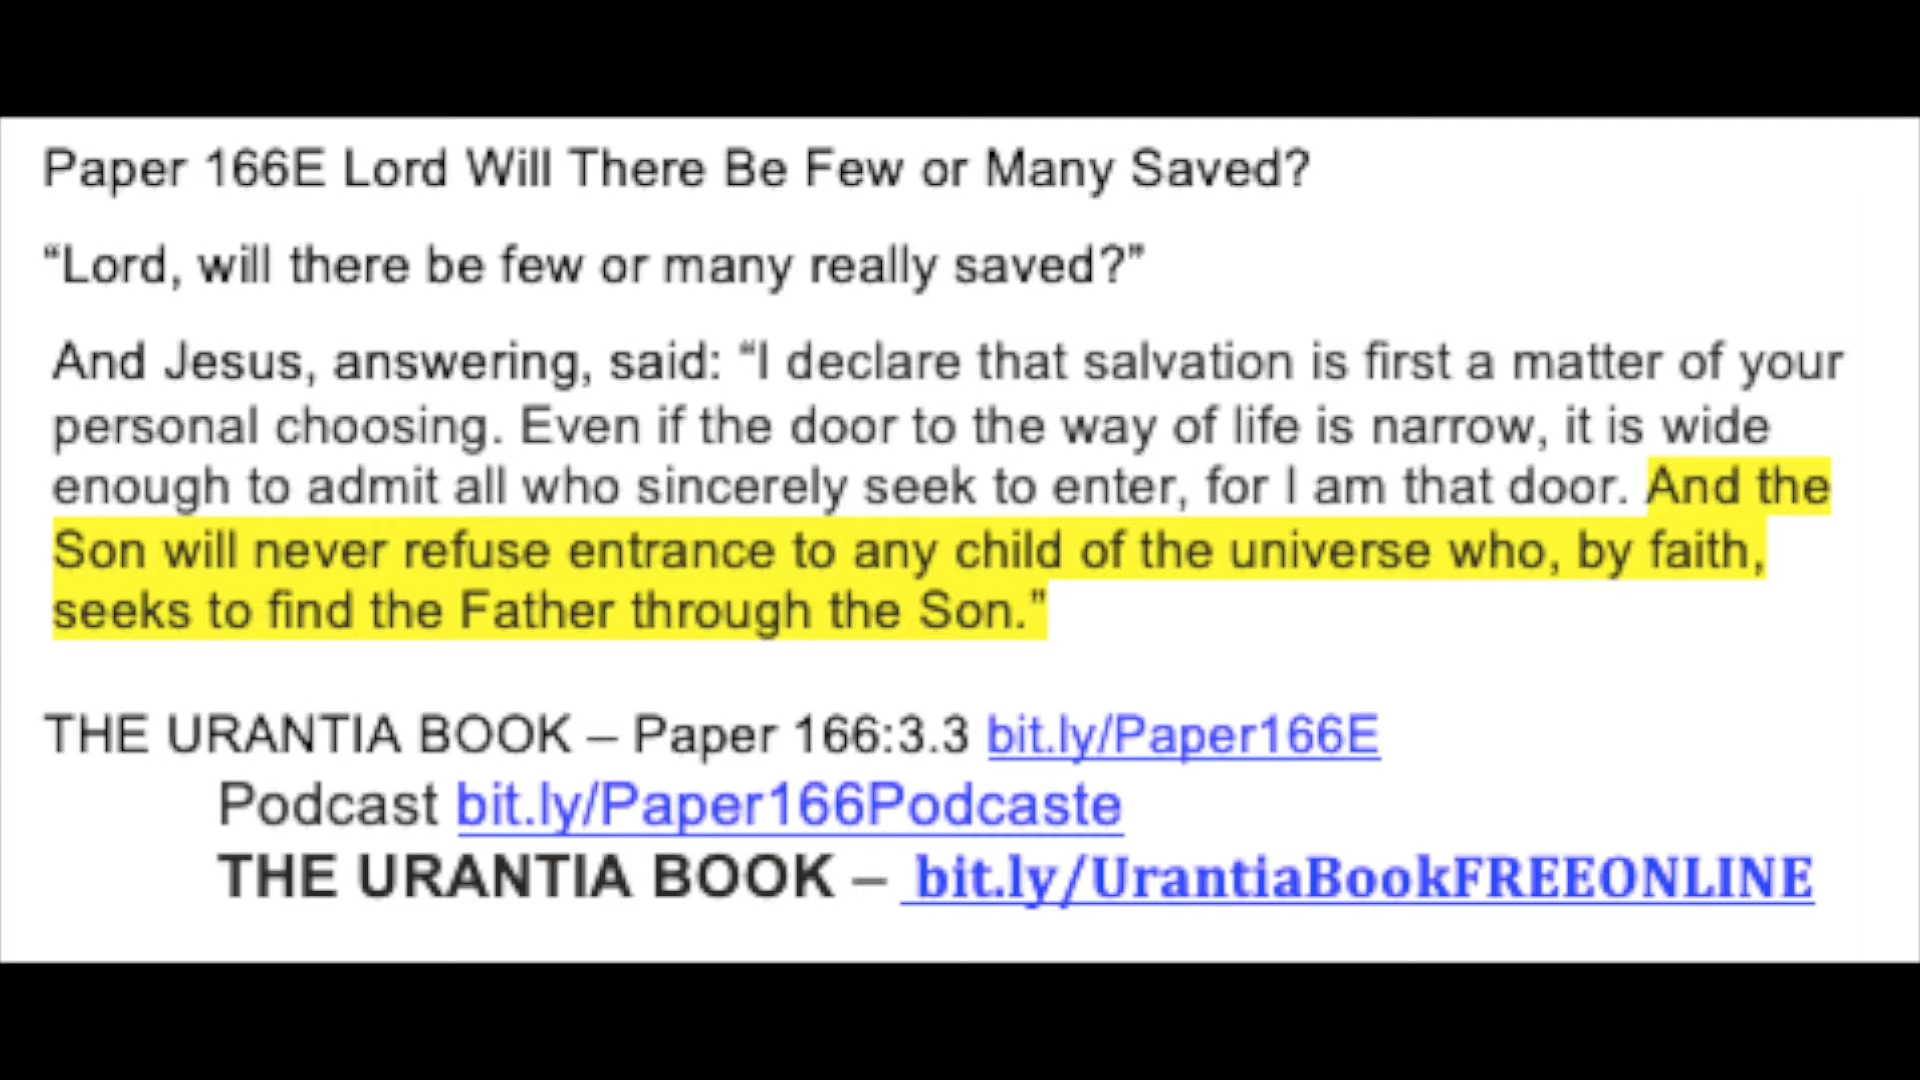 Paper 166E Lord Will There Be Few or Many Saved?
“Lord, will there be few or many really saved?”
And Jesus, answering, said: “I declare that salvation is first a matter of your
personal choosing. Even if the door to the way of life is narrow, it is wide
enough to admit all who sincerely seek to enter, for I am that door. And the
Son will never refuse entrance to any child of the universe who, by faith,
seeks to find the Father through the Son.”
THE URANTIA BOOK – Paper 166:3.3 bit.ly/Paper166E
Podcast bit.ly/Paper166Podcaste
THE URANTIA BOOK – bit.ly/UrantiaBookFREEONLINE